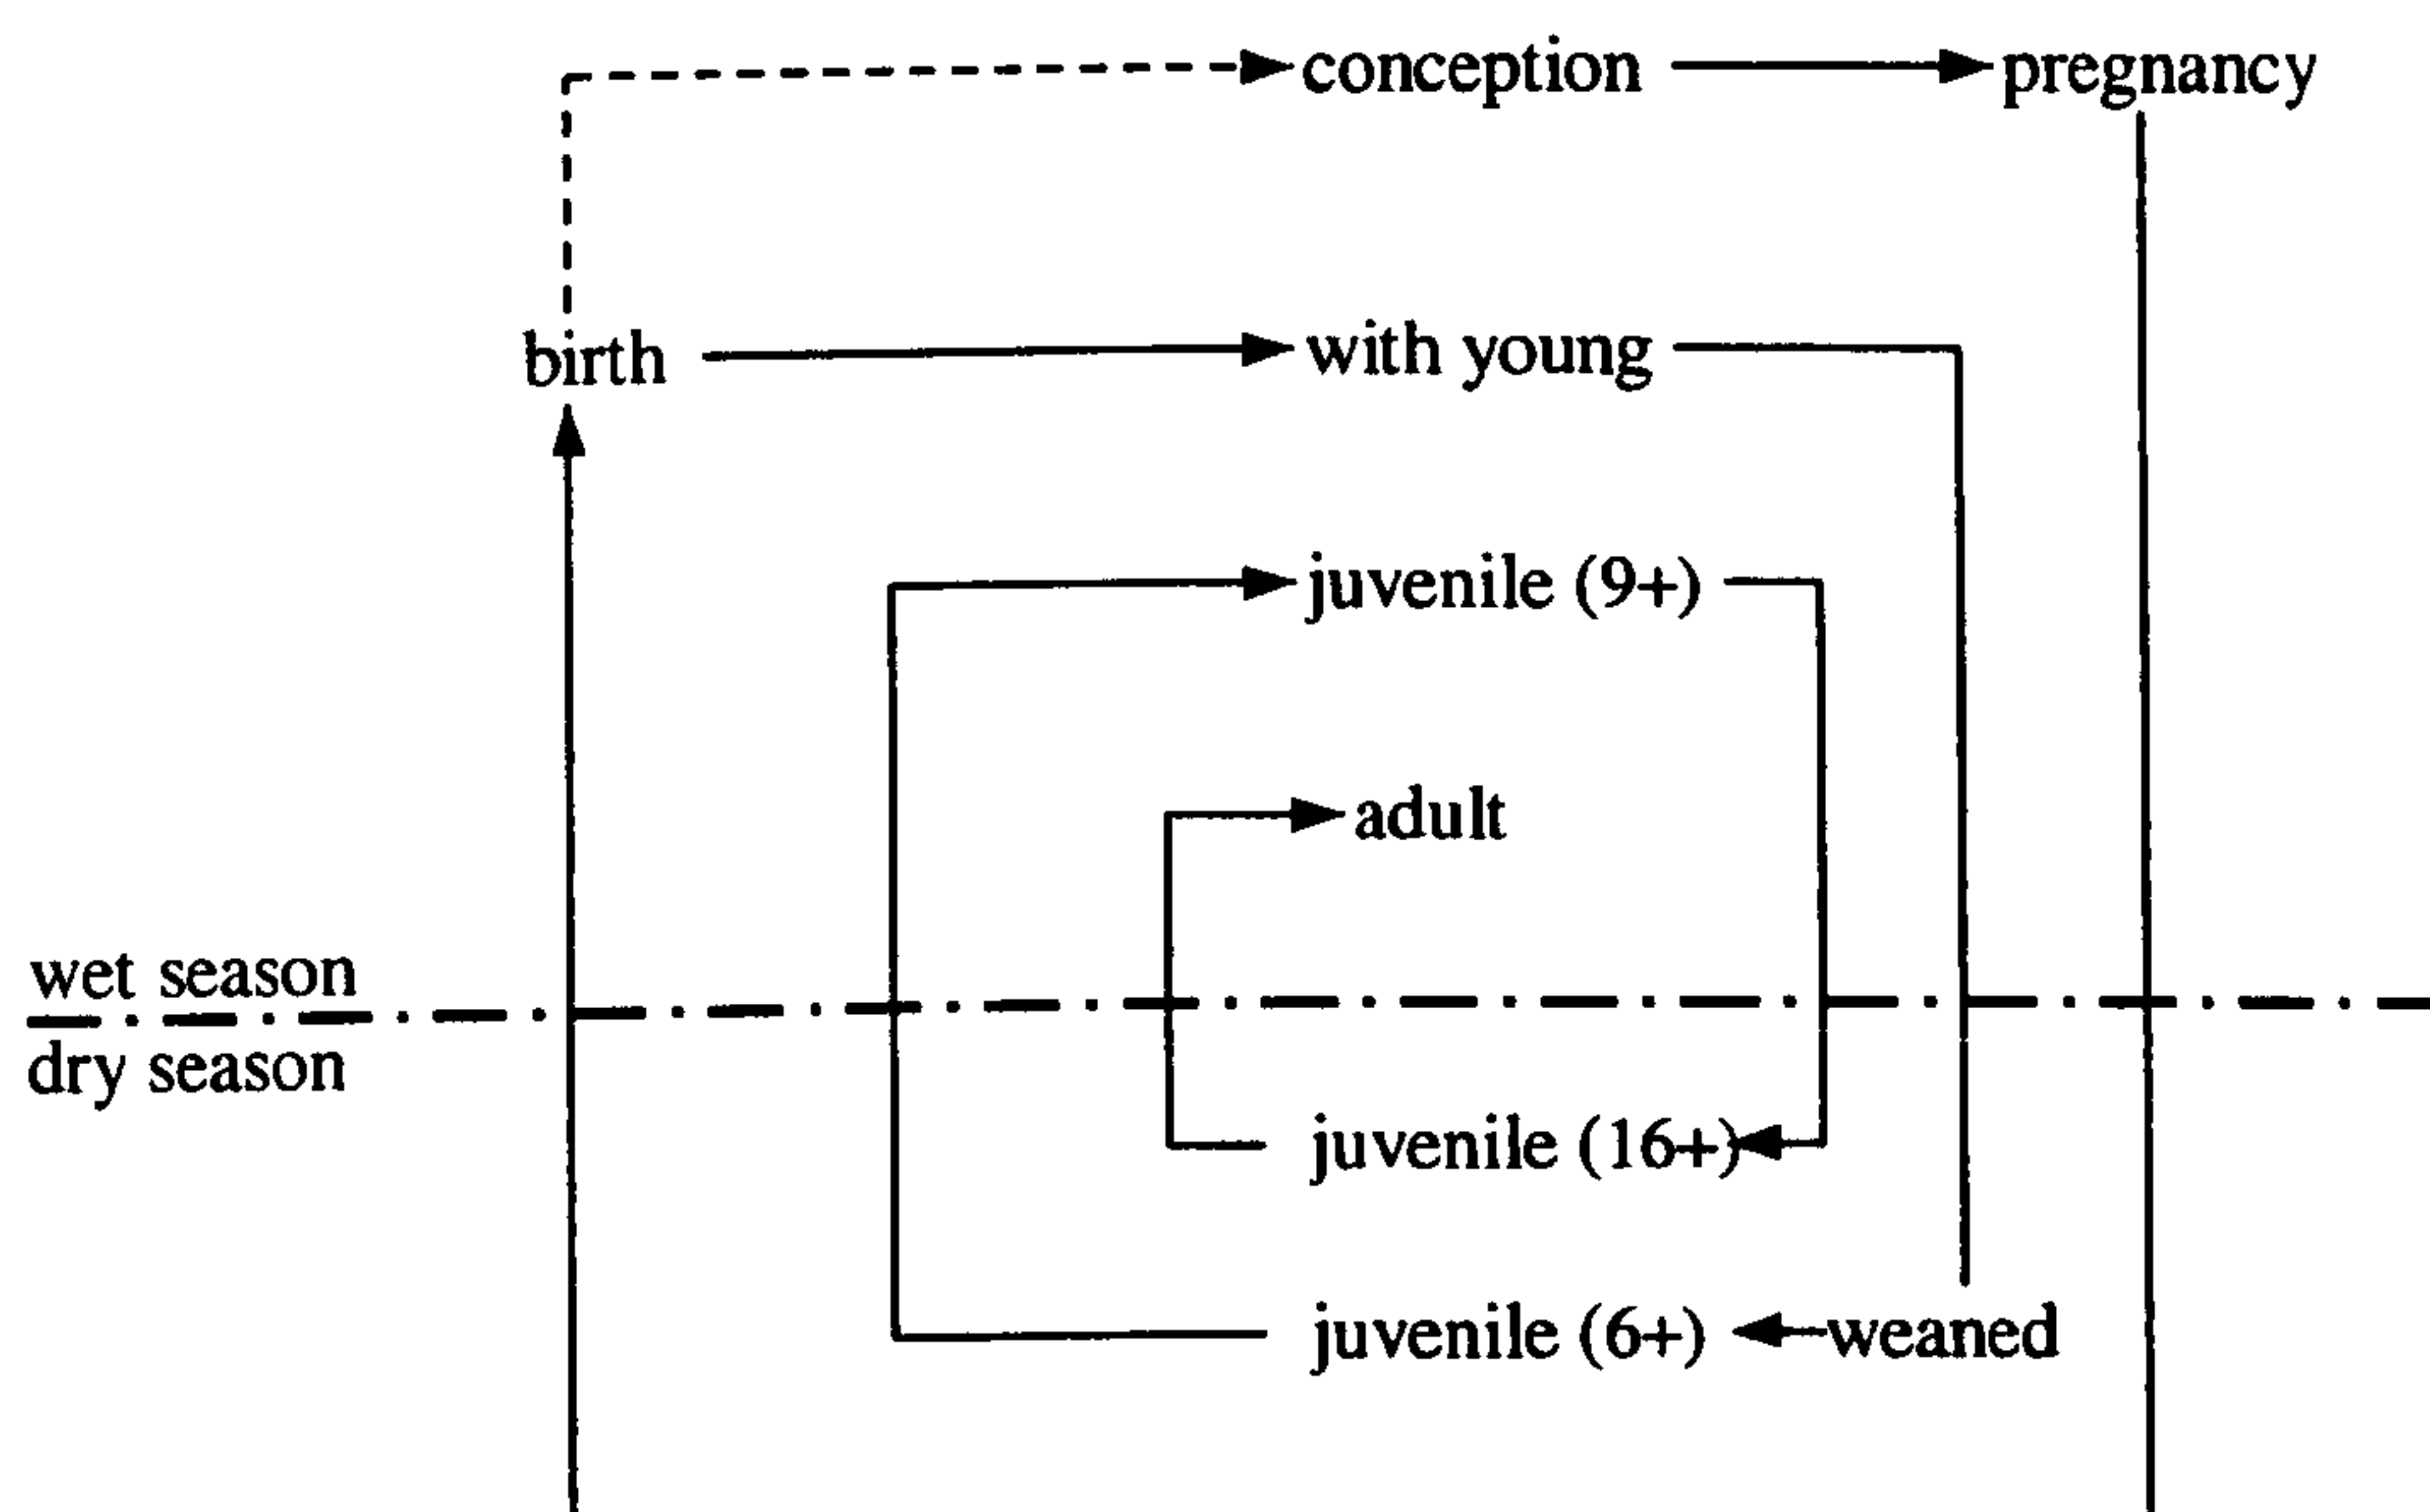 conception pregnancy
birth with young
juvenile (9+)
adult
wet season
dry season
juvenile (16+)
juvenile (6+) weaned